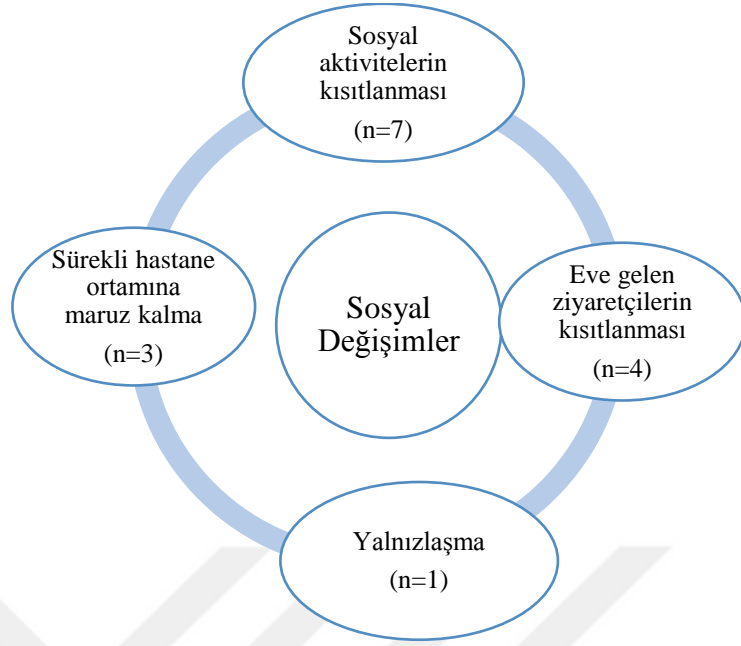 Sosyal
aktivitelerin
kısıtlanması
(n=7)
Sürekli hastane
ortamına
maruz kalma
(n=3)
Sosyal
Değişimler
Eve gelen
ziyaretçilerin
kısıtlanması
(n=4)
Yalnızlaşma
(n=1)